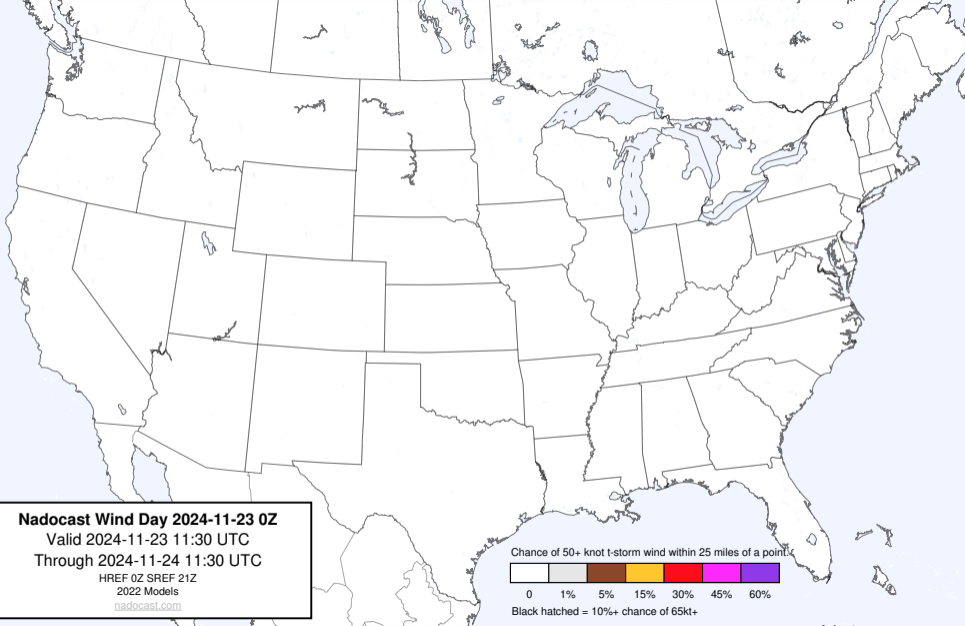 Nadocast Wind Day 2024-11-23 0Z
Valid 2024-11-23 11:30 UTC
Through 2024-11-24 11:30 UTC
HREF 0Z SREF 21Z
2022 Models
nadocast.com
Chance of 50+ knot t-storm wind within 25 miles of a point.
0 1% 5% 15% 30% 45% 60%
Black hatched = 10%+ chance of 65kt+